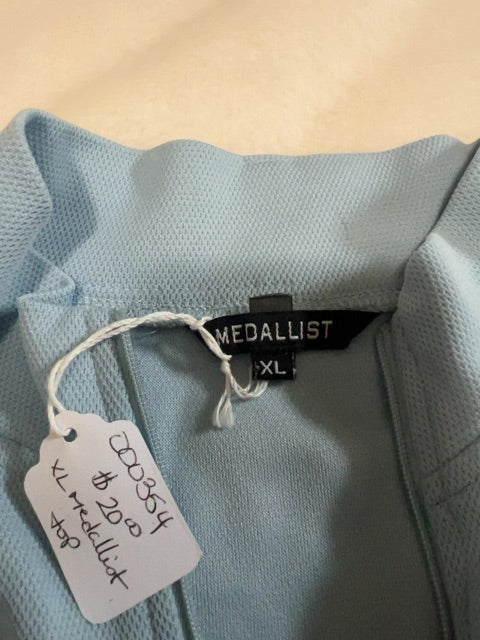 MEDALLIST
XL
000354
$ 20.00
XL Medallist
top